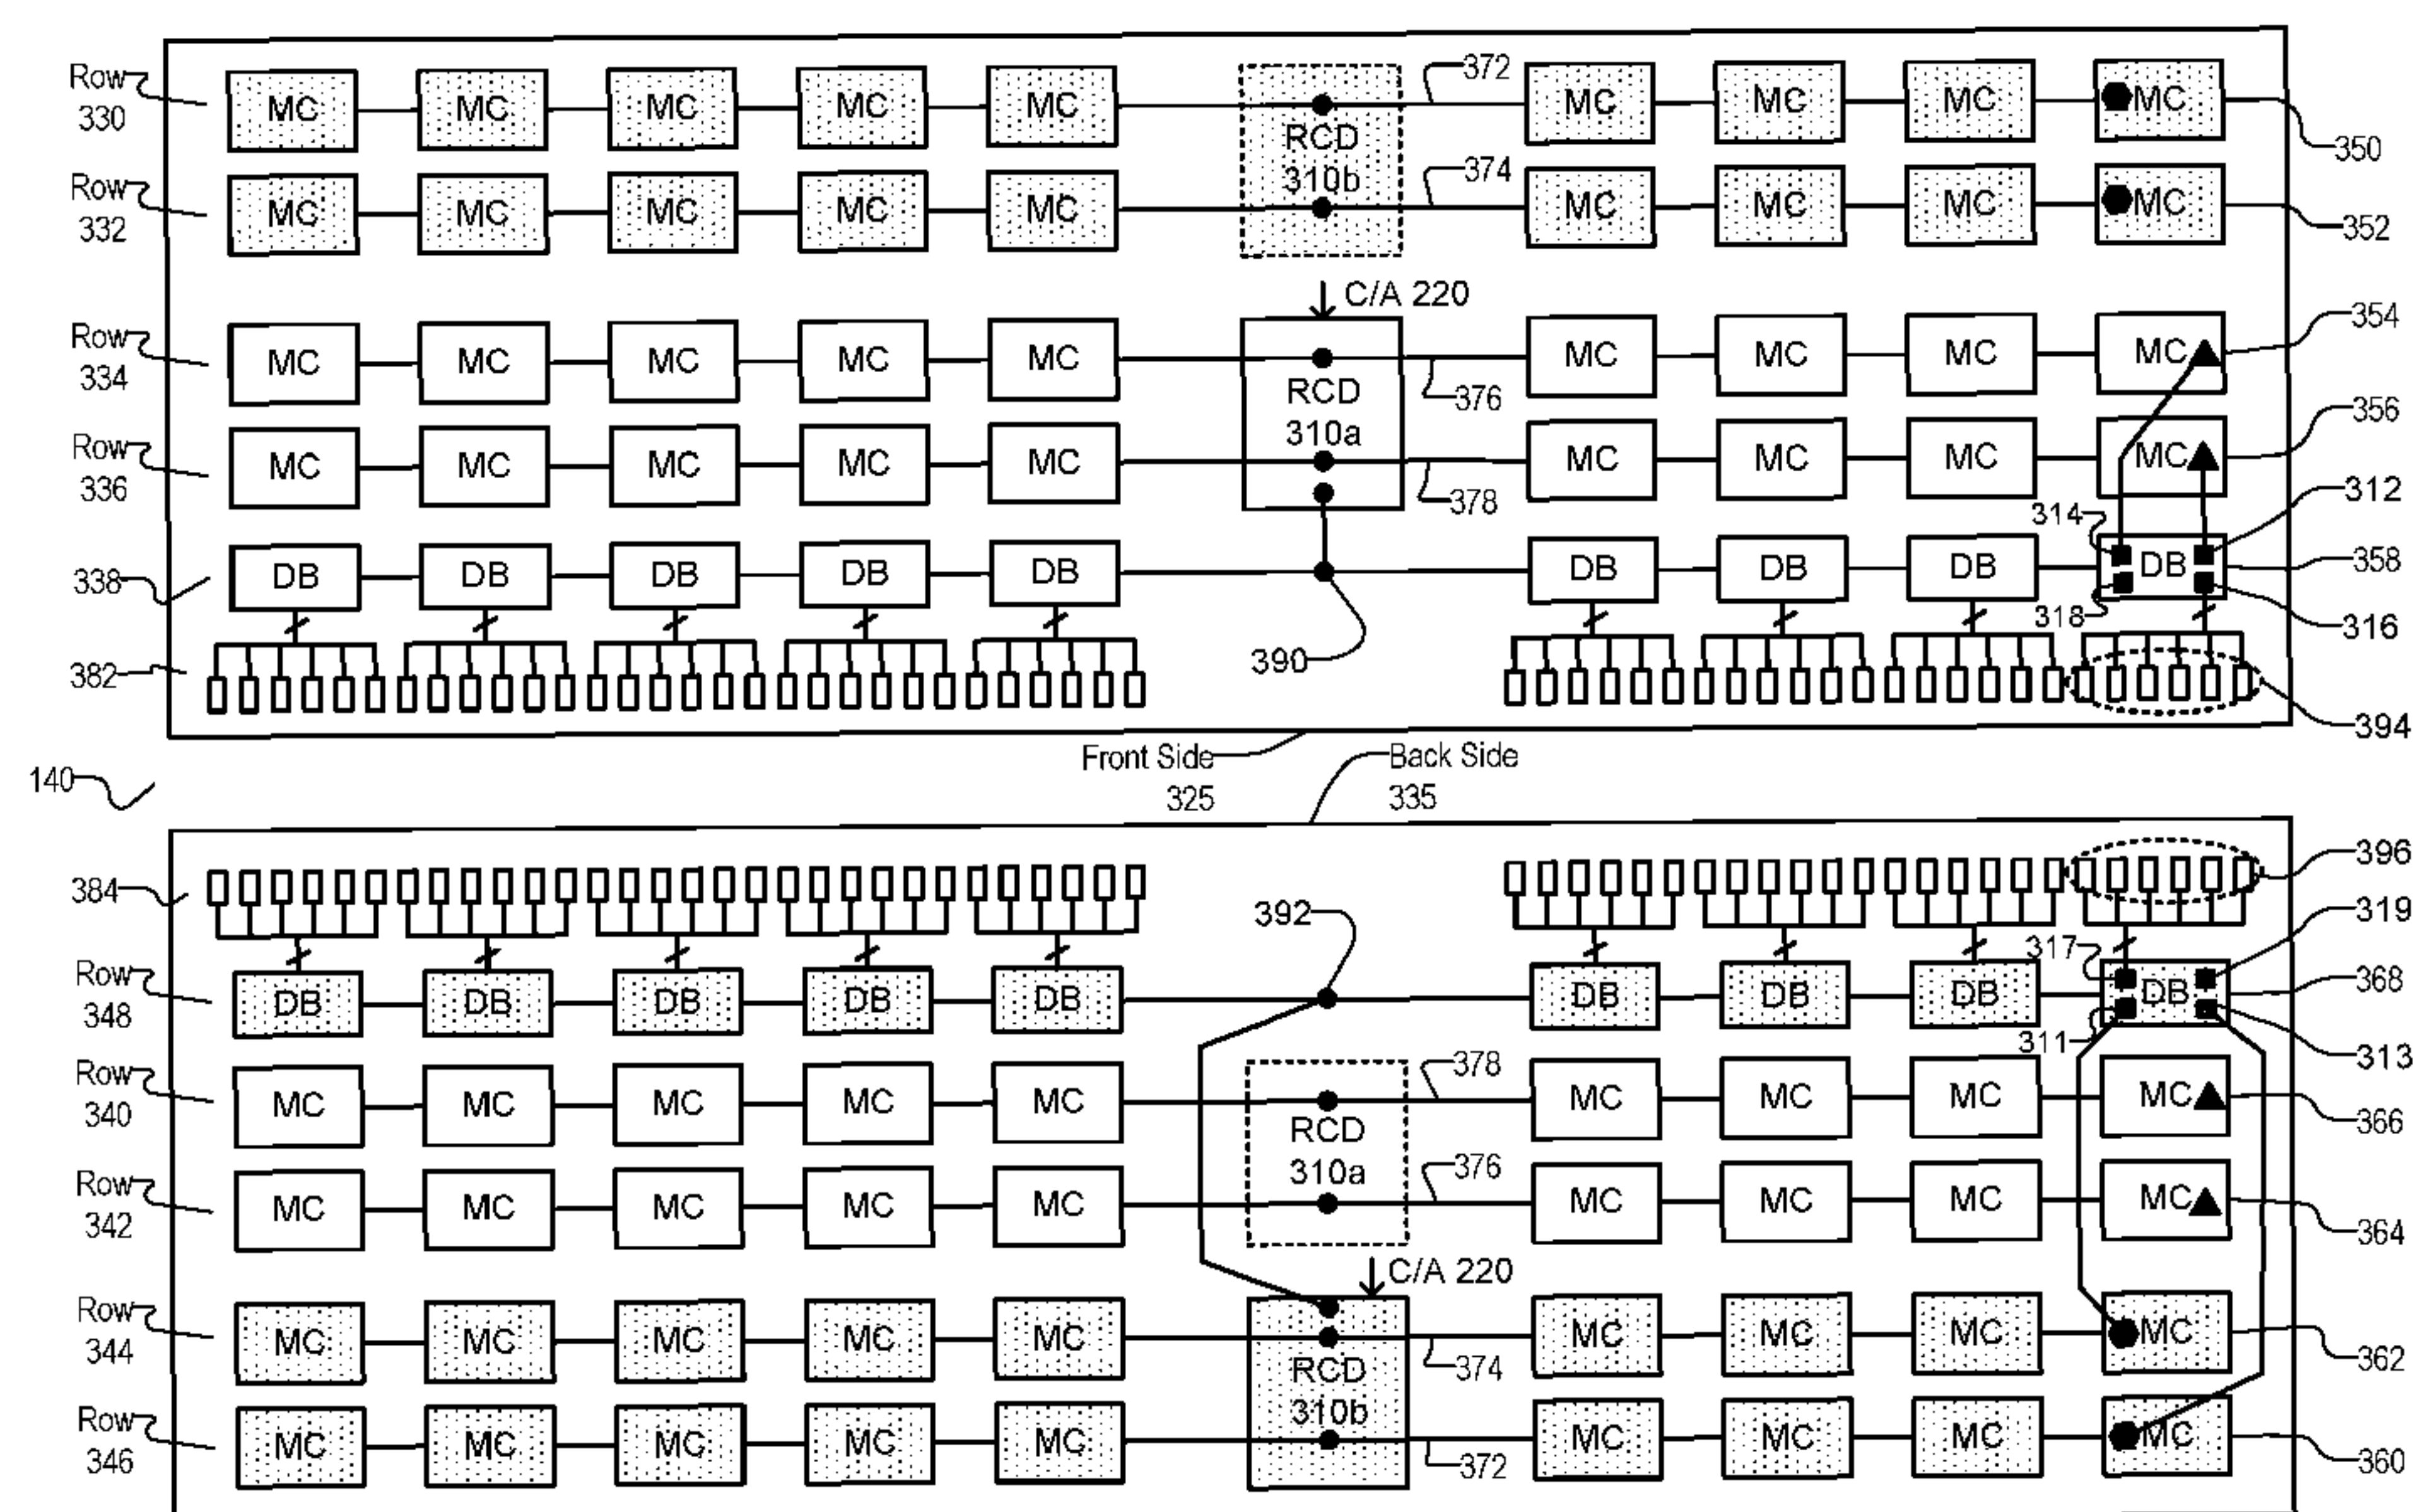 Row
330
MC MC MC MC MC MC MC MC MC
372
RCD
310b
350
Row
332
MC MC MC MC MC MC MC MC MC
374
352
C/A 220
Row
334
MC MC MC MC MC MC MC MC MC
354
376
RCD
310a
Row
336
MC MC MC MC MC MC MC MC MC
356
378
312
314
338
DB DB DB DB DB DB DB DB DB
358
318
316
390
382
394
Front Side
325
Back Side
335
140
384
396
392
319
317
Row
348
DB DB DB DB DB DB DB DB DB
368
311
313
378
Row
340
MC MC MC MC MC MC MC MC MC
366
RCD
310a
376
Row
342
MC MC MC MC MC MC MC MC MC
364
C/A 220
Row
344
MC MC MC MC MC MC MC MC MC
362
374
RCD
310b
Row
346
MC MC MC MC MC MC MC MC MC
372
360